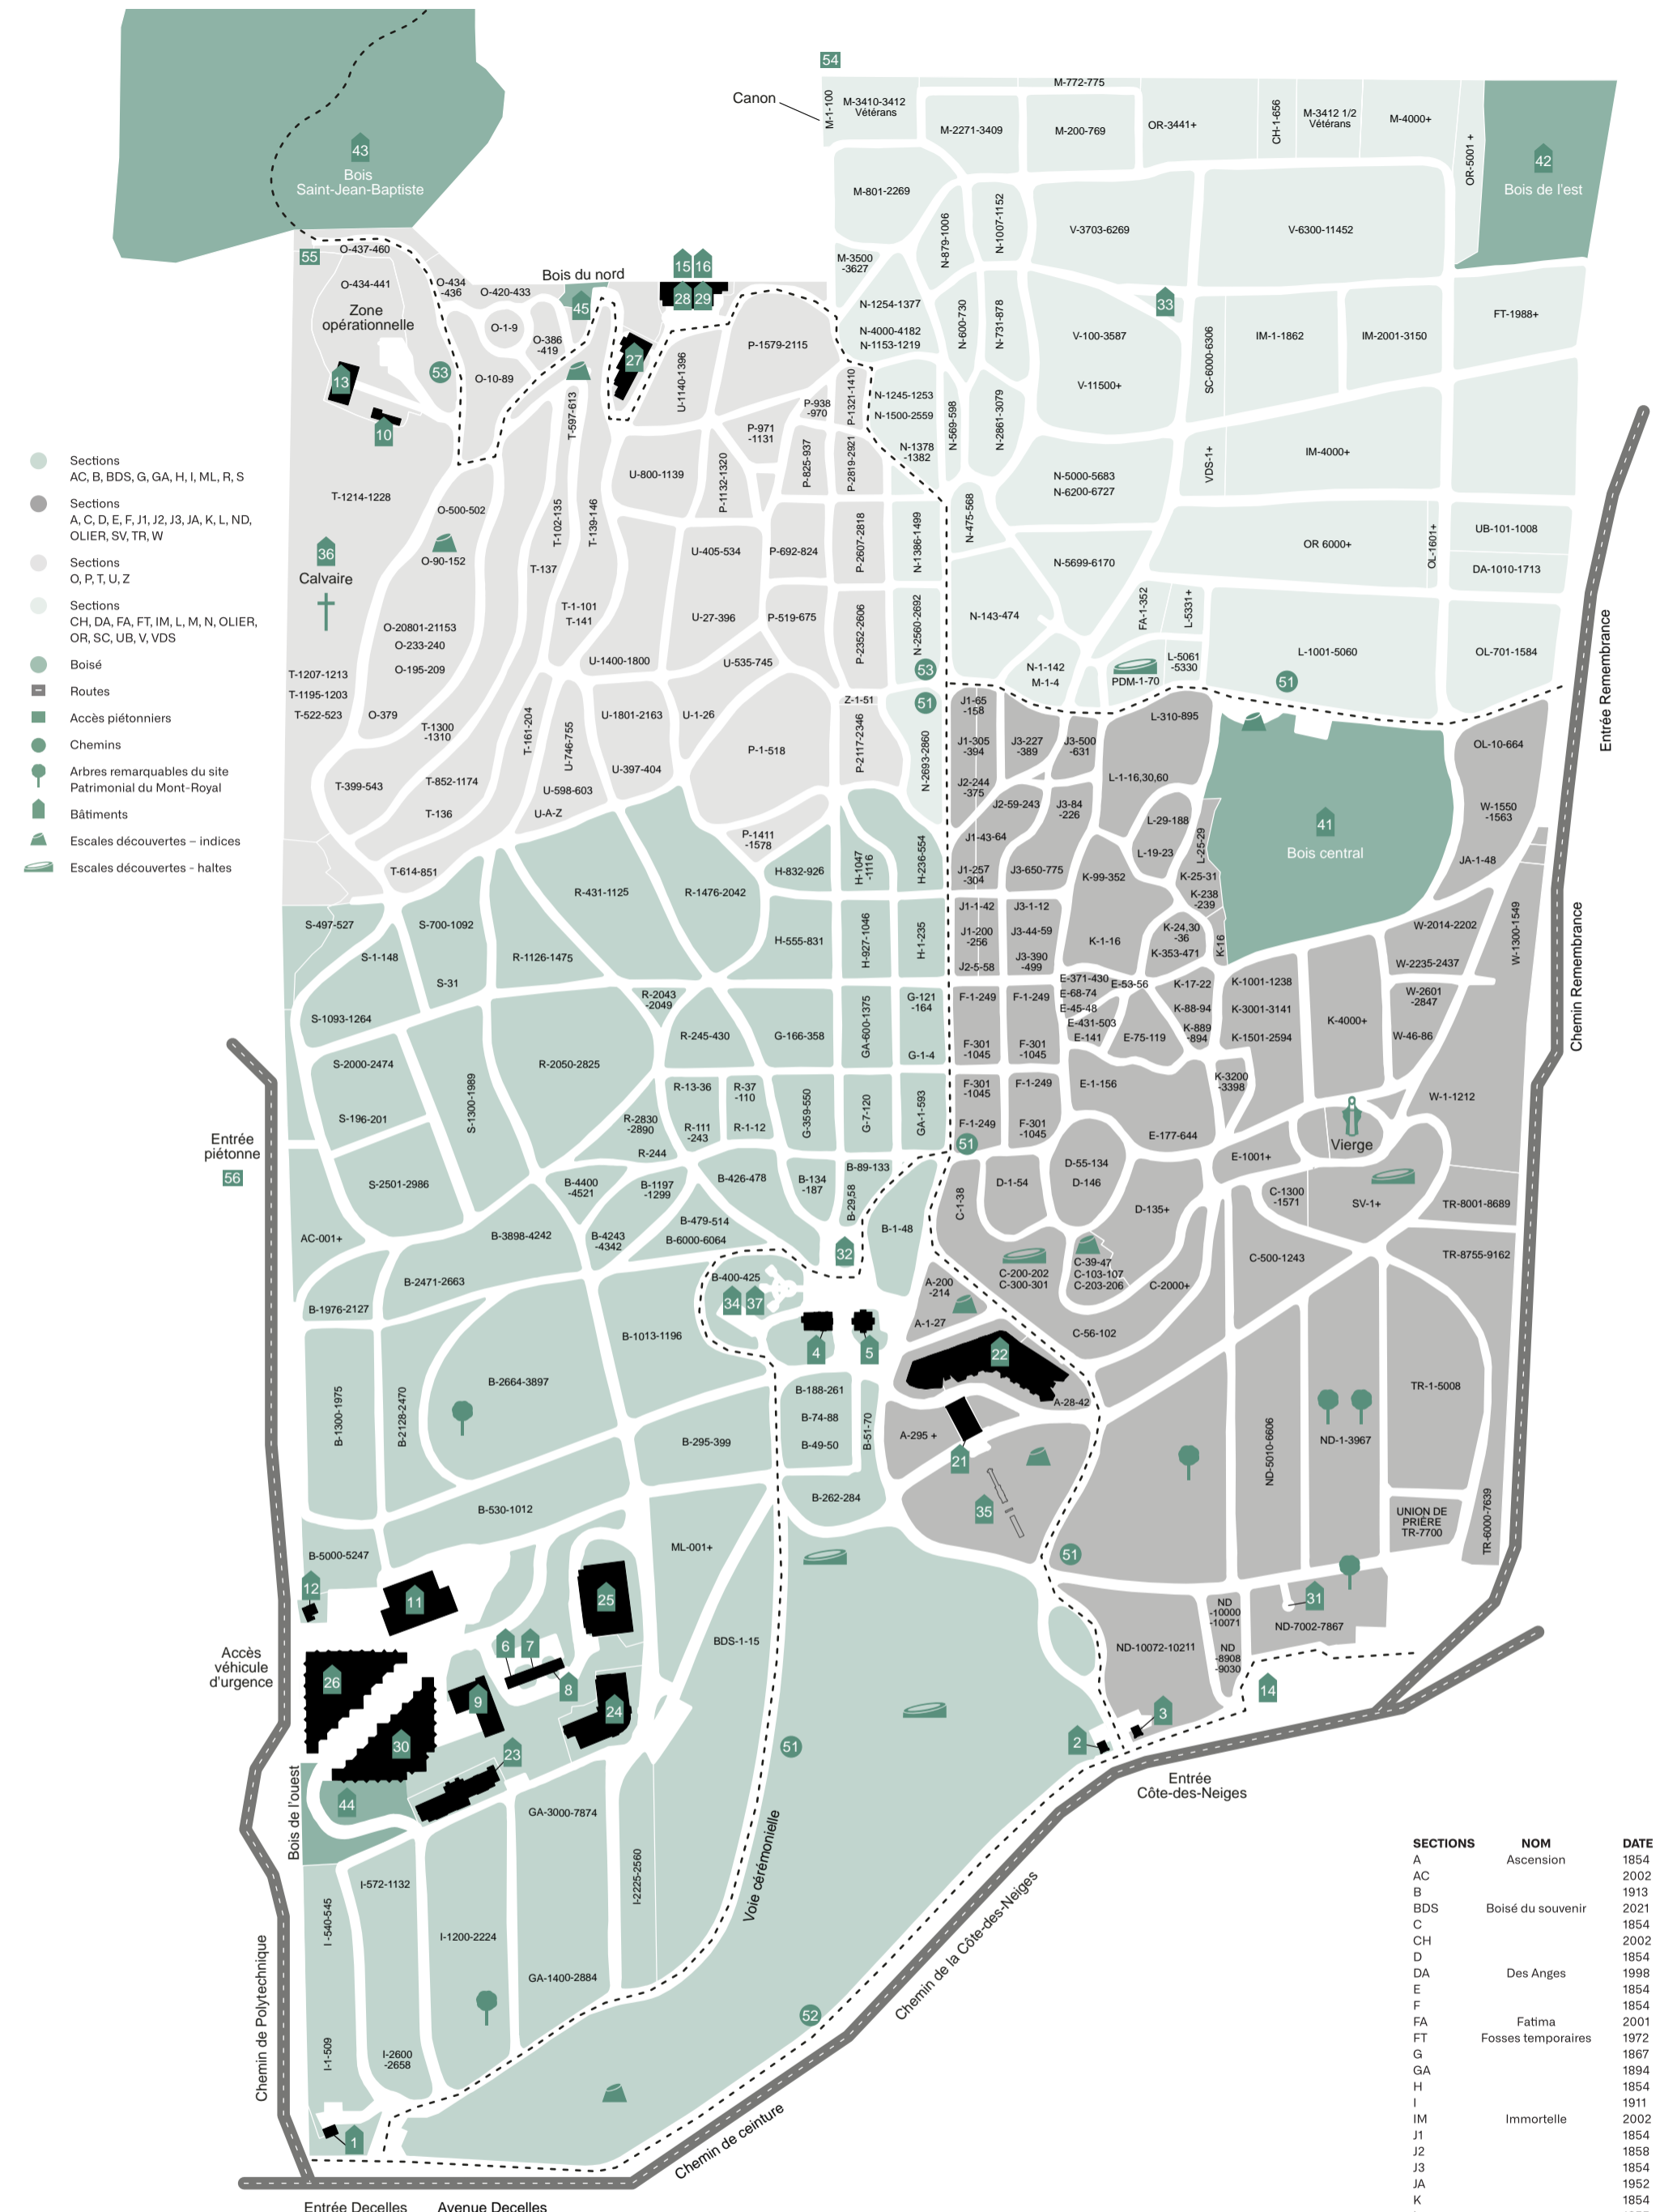 54
Canon
M-1-100
M-3410-3412
Vétérans
M-772-775
M-2271-3409
M-200-769
OR-3441+
CH-1-656
M-3412 1/2
Vétérans
M-4000+
OR-5001 +
42
Bois de l'est
43
Bois
Saint-Jean-Baptiste
M-801-2269
N-879-1006
N-1007-1152
V-3703-6269
V-6300-11452
55
O-437-460
O-434-441
O-434
-436
O-420-433
Bois du nord
45
15
16
28
29
M-3500
-3627
Zone
opérationnelle
O-1-9
O-386
-419
27
N-1254-1377
N-4000-4182
N-1153-1219
N-600-730
N-731-878
33
V-100-3587
V-11500+
SC-6000-6306
IM-1-1862
IM-2001-3150
FT-1988+
13
10
53
O-10-89
T-597-613
U-1140-1396
P-1579-2115
P-938
-970
P-1321-1410
N-1245-1253
N-1500-2559
N-569-598
N-2861-3079
P-971
-1131
P-825-937
P-2819-2921
N-1378
-1382
VDS-1+
IM-4000+
Sections
AC, B, BDS, G, GA, H, I, ML, R, S
Sections
A, C, D, E, F, J1, J2, J3, JA, K, L, ND,
OLIER, SV, TR, W
Sections
O, P, T, U, Z
Sections
CH, DA, FA, FT, IM, L, M, N, OLIER,
OR, SC, UB, V, VDS
Boisé
Routes
Accès piétonniers
Chemins
Arbres remarquables du site
Patrimonial du Mont-Royal
Bâtiments
Escales découvertes – indices
Escales découvertes - haltes
T-1214-1228
O-500-502
T-102-135
T-139-146
U-800-1139
P-1132-1320
N-475-568
N-5000-5683
N-6200-6727
36
Calvaire
O-90-152
T-137
U-405-534
P-692-824
P-2607-2818
N-1386-1499
N-5699-6170
OR 6000+
OL-1601+
UB-101-1008
DA-1010-1713
O-20801-21153
O-233-240
O-195-209
T-1-101
T-141
U-27-396
P-519-675
P-2352-2606
N-2560-2692
N-143-474
FA-1-352
L-5331+
T-1207-1213
T-1195-1203
T-522-523
O-379
U-1400-1800
U-535-745
53
N-1-142
M-1-4
PDM-1-70
L-5061
-5330
L-1001-5060
51
OL-701-1584
T-1300
-1310
T-161-204
U-746-755
U-1801-2163
U-1-26
Z-1-51
51
J1-65
-158
L-310-895
P-1-518
P-2117-2346
N-2693-2860
J1-305
-394
J3-227
-389
J3-500
-631
OL-10-664
T-399-543
T-852-1174
U-397-404
U-598-603
J2-244
-375
L-1-16,30,60
T-136
U-A-Z
J2-59-243
J3-84
-226
L-29-188
W-1550
-1563
P-1411
-1578
J1-43-64
L-19-23
L-25-29
41
Bois central
T-614-851
R-431-1125
R-1476-2042
H-832-926
H-1047
-1116
H-236-554
J1-257
-304
J3-650-775
K-99-352
K-25-31
K-238
-239
JA-1-48
S-497-527
S-700-1092
S-1-148
R-1126-1475
H-555-831
H-927-1046
H-1-235
J1-1-42
J3-1-12
J1-200
-256
J3-44-59
K-1-16
K-24,30
-36
K-353-471
K-16
W-2014-2202
W-1300-1549
S-31
J2-5-58
J3-390
-499
W-2235-2437
S-1093-1264
R-2043
-2049
G-121
-164
F-1-249
F-1-249
E-371-430
E-68-74
E-45-48
E-53-56
K-17-22
K-1001-1238
W-2601
-2847
R-245-430
G-166-358
GA-600-1375
G-1-4
F-301
-1045
F-301
-1045
E-431-503
E-141
E-75-119
K-88-94
K-889
-894
K-3001-3141
K-1501-2594
K-4000+
W-46-86
S-2000-2474
R-2050-2825
S-1300-1989
R-13-36
R-37
-110
F-301
-1045
F-1-249
E-1-156
K-3200
-3398
W-1-1212
S-196-201
R-2830
-2890
R-111
-243
R-1-12
G-359-550
G-7-120
GA-1-593
F-1-249
F-301
-1045
E-177-644
Vierge
R-244
51
Entrée
piétonne
56
S-2501-2986
B-4400
-4521
B-1197
-1299
B-426-478
B-134
-187
B-89-133
B-29,58
D-1-54
D-55-134
D-146
E-1001+
C-1300
-1571
SV-1+
TR-8001-8689
C-1-38
D-135+
AC-001+
B-3898-4242
B-4243
-4342
B-479-514
B-6000-6064
B-1-48
32
C-500-1243
TR-8755-9162
B-2471-2663
B-400-425
34
37
A-200
-214
C-200-202
C-300-301
C-39-47
C-103-107
C-203-206
C-2000+
B-1976-2127
B-1013-1196
4
5
A-1-27
C-56-102
22
B-2664-3897
B-1300-1975
B-2128-2470
B-188-261
B-74-88
B-49-50
B-51-70
A-28-42
TR-1-5008
A-295 +
21
ND-5010-6606
ND-1-3967
B-295-399
B-530-1012
B-262-284
35
UNION DE
PRIÈRE
TR-7700
TR-6000-7639
B-5000-5247
ML-001+
51
12
11
25
ND
-10000
-10071
31
ND-7002-7867
BDS-1-15
ND-10072-10211
ND
-8908
-9030
Accès
véhicule
d'urgence
6
7
8
26
9
24
14
3
2
30
23
51
Entrée
Côte-des-Neiges
Bois de l'ouest
44
GA-3000-7874
I-572-1132
I-2225-2560
Voie cérémonielle
I-540-545
I-1200-2224
GA-1400-2884
52
I-1-509
I-2600
-2658
1
Chemin de Polytechnique
Chemin de la Côte-des-Neiges
Chemin de ceinture
Entrée Remembrance
Chemin Remembrance
Entrée Decelles
Avenue Decelles
SECTIONS NOM DATE
A Ascension 1854
AC 2002
B 1913
BDS Boisé du souvenir 2021
C 1854
CH 2002
D 1854
DA Des Anges 1998
E 1854
F 1854
FA Fatima 2001
FT Fosses temporaires 1972
G 1867
GA 1894
H 1854
I 1911
IM Immortelle 2002
J1 1854
J2 1858
J3 1854
JA 1952
K 1854